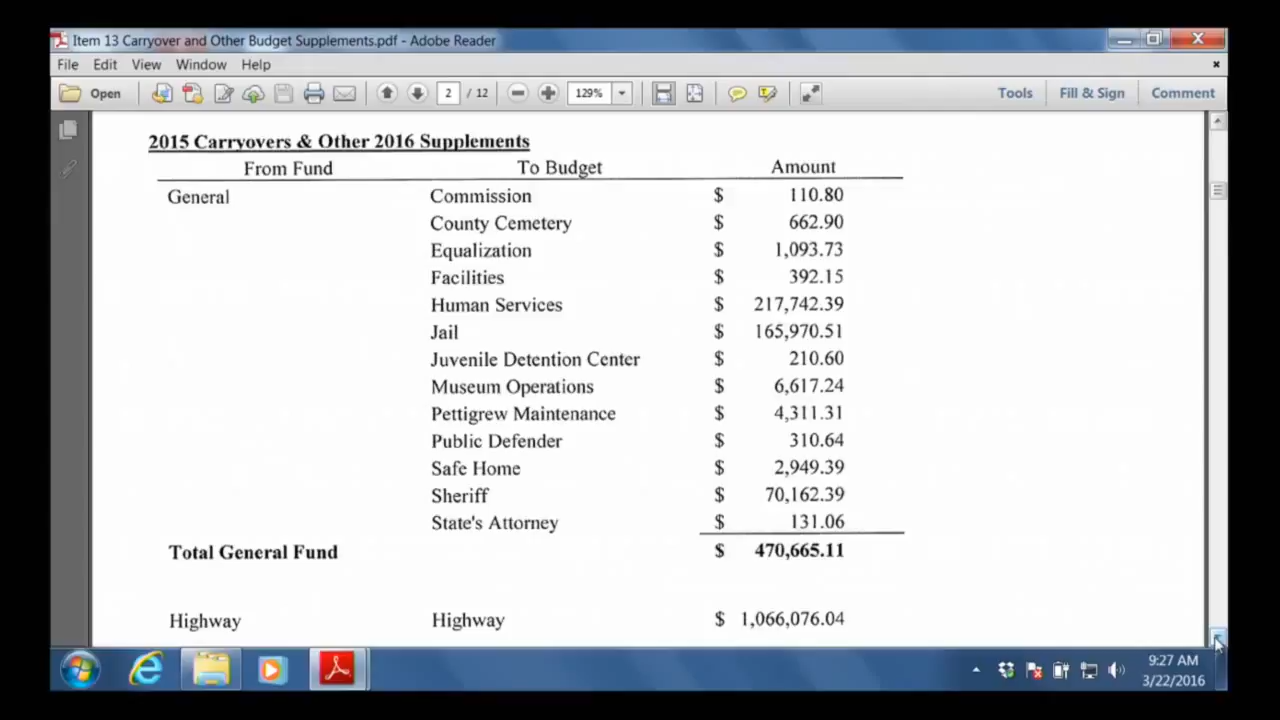 Item 13 Carryover and Other Budget Supplements.pdf - Adobe Reader
File Edit View Window Help
Open 2 / 12 129% Tools Fill & Sign Comment
2015 Carryovers & Other 2016 Supplements
From Fund To Budget Amount
General Commission $ 110.80
County Cemetery $ 662.90
Equalization $ 1,093.73
Facilities $ 392.15
Human Services $ 217,742.39
Jail $ 165,970.51
Juvenile Detention Center $ 210.60
Museum Operations $ 6,617.24
Pettigrew Maintenance $ 4,311.31
Public Defender $ 310.64
Safe Home $ 2,949.39
Sheriff $ 70,162.39
State's Attorney $ 131.06
Total General Fund $ 470,665.11
Highway Highway $ 1,066,076.04
9:27 AM
3/22/2016